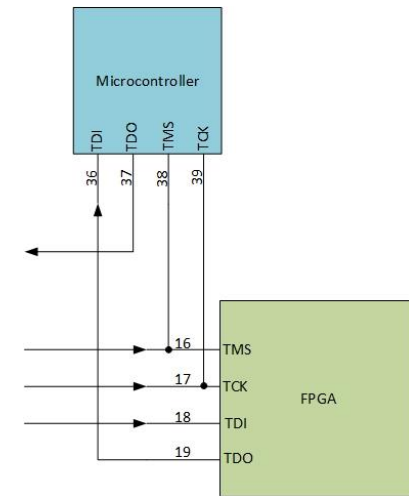 Microcontroller
TDI
TDO
TMS
TCK
36
37
38
39
16
TMS
17
TCK
FPGA
18
TDI
19
TDO